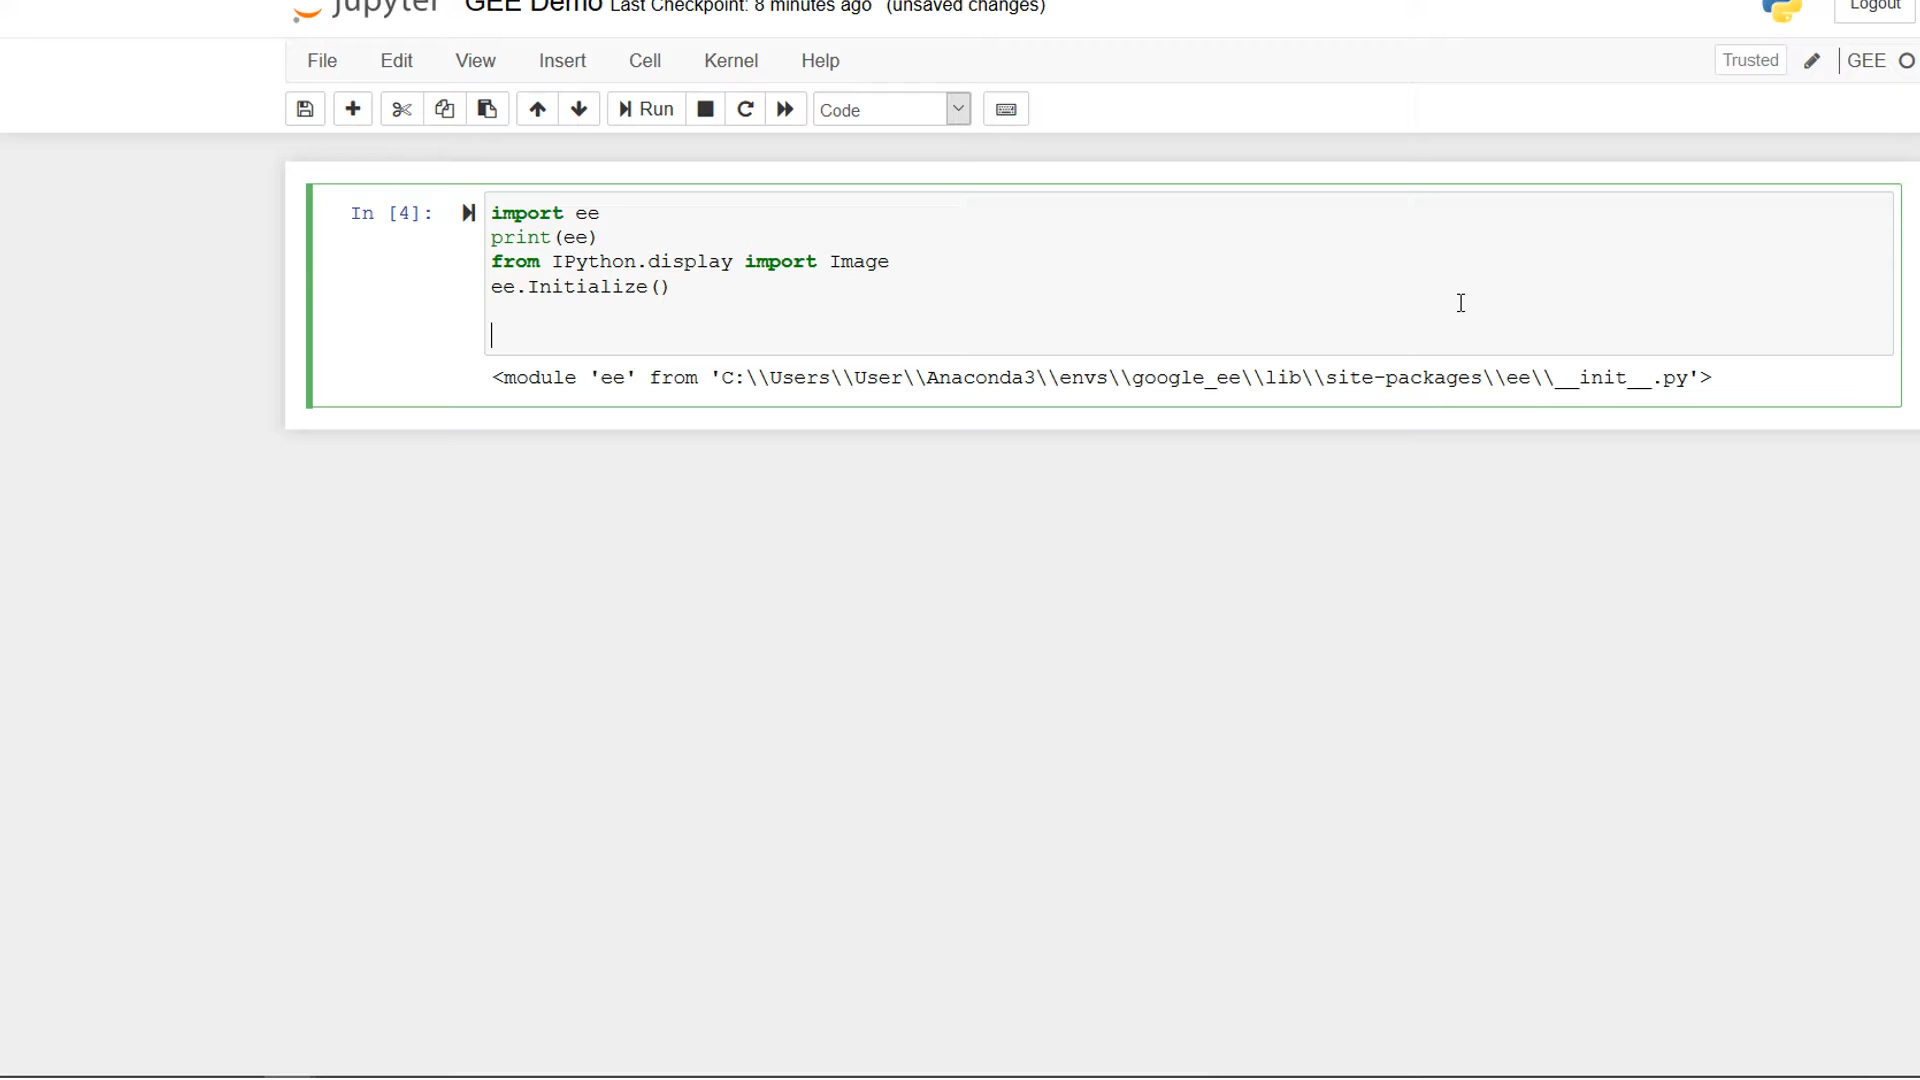 jupyter GEE Demo Last Checkpoint: 8 minutes ago (unsaved changes) Logout
File Edit View Insert Cell Kernel Help Trusted GEE
Run Code
In [4]: import ee
print(ee)
from IPython.display import Image
ee.Initialize()
<module 'ee' from 'C:\\Users\\User\\Anaconda3\\envs\\google_ee\\lib\\site-packages\\ee\\__init__.py'>